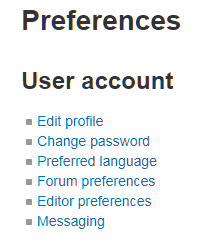 Preferences
User account
Edit profile
Change password
Preferred language
Forum preferences
Editor preferences
Messaging